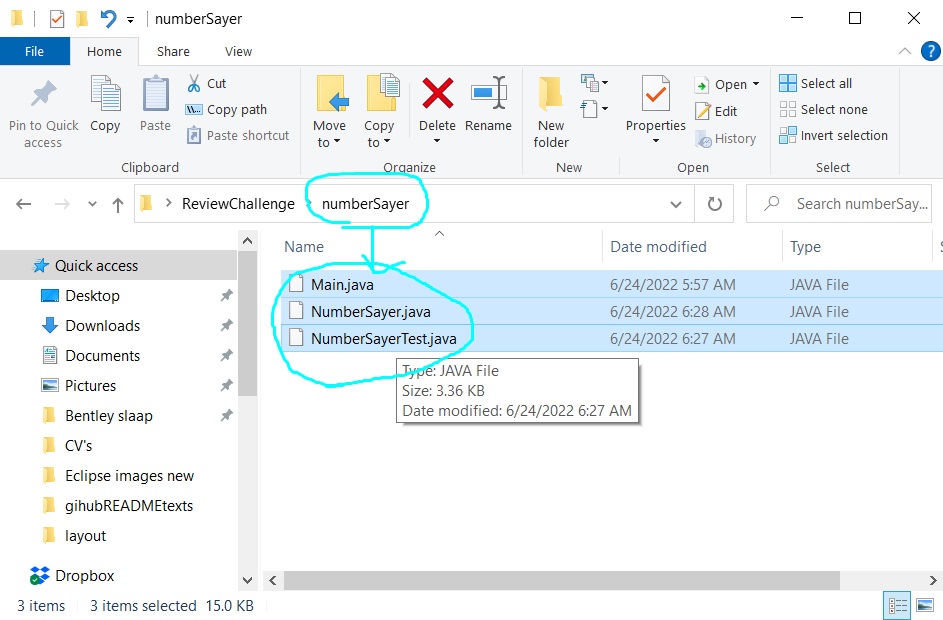 numberSayer
File Home Share View
Pin to Quick access
Copy
Paste
Cut
Copy path
Paste shortcut
Clipboard
Move to
Copy to
Delete
Rename
Organize
New folder
New
Properties
Open
Edit
History
Open
Select all
Select none
Invert selection
Select
ReviewChallenge numberSayer
Search numberSay...
Name Date modified Type S
Main.java 6/24/2022 5:57 AM JAVA File
NumberSayer.java 6/24/2022 6:28 AM JAVA File
NumberSayerTest.java 6/24/2022 6:27 AM JAVA File
Type: JAVA File
Size: 3.36 KB
Date modified: 6/24/2022 6:27 AM
Quick access
Desktop
Downloads
Documents
Pictures
Bentley slaap
CV's
Eclipse images new
gihubREADMEtexts
layout
Dropbox
3 items 3 items selected 15.0 KB